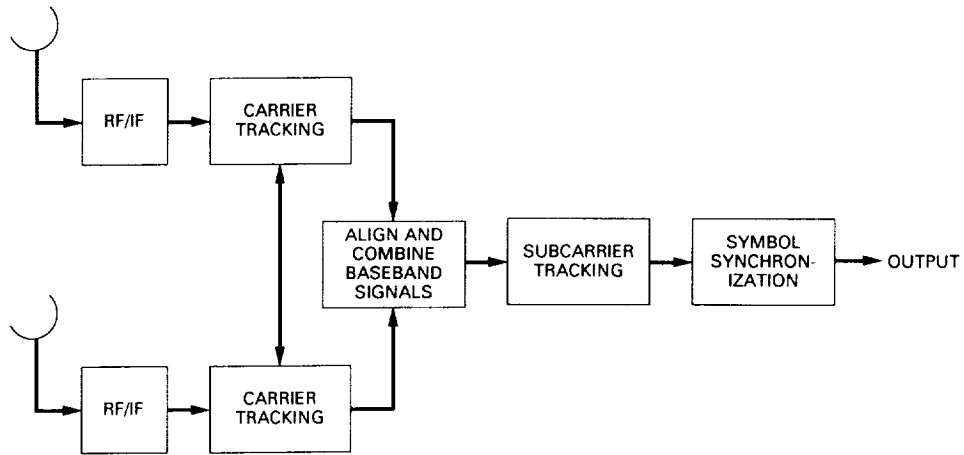 RF/IF
CARRIER
TRACKING
ALIGN AND
COMBINE
BASEBAND
SIGNALS
SUBCARRIER
TRACKING
SYMBOL
SYNCHRON-
IZATION
OUTPUT
RF/IF
CARRIER
TRACKING